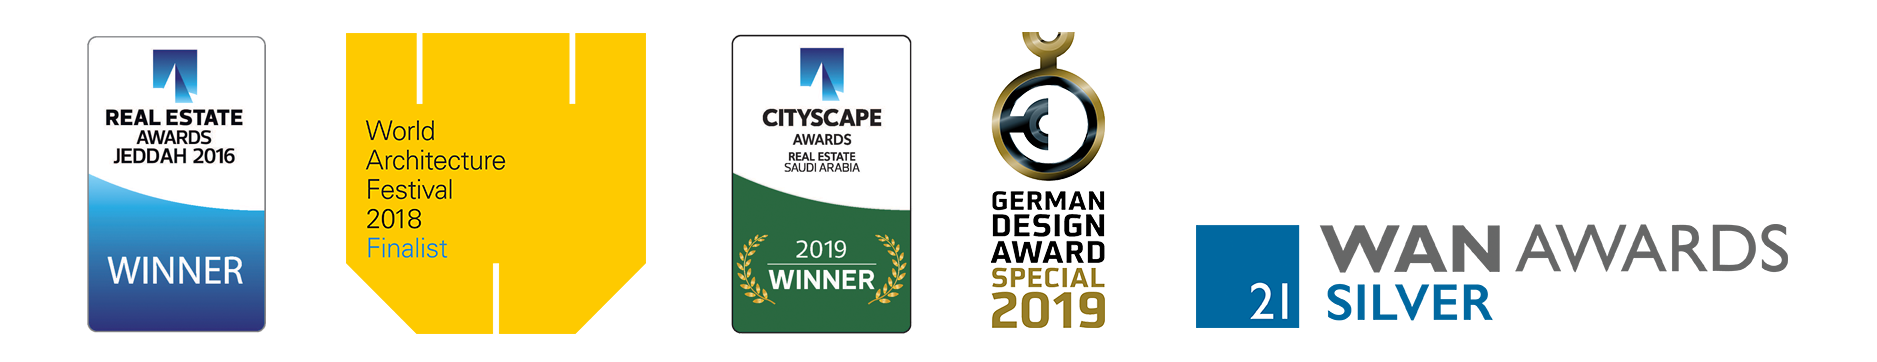 REAL ESTATE
AWARDS
JEDDAH 2016
WINNER
World
Architecture
Festival
2018
Finalist
CITYSCAPE
AWARDS
REAL ESTATE
SAUDI ARABIA
2019
WINNER
GERMAN
DESIGN
AWARD
SPECIAL
2019
21
WAN AWARDS
SILVER